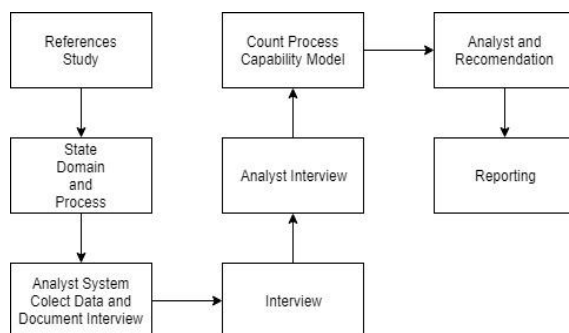 References
Study
State
Domain
and
Process
Analyst System
Colect Data and
Document Interview
Interview
Analyst Interview
Count Process
Capability Model
Analyst and
Recomendation
Reporting